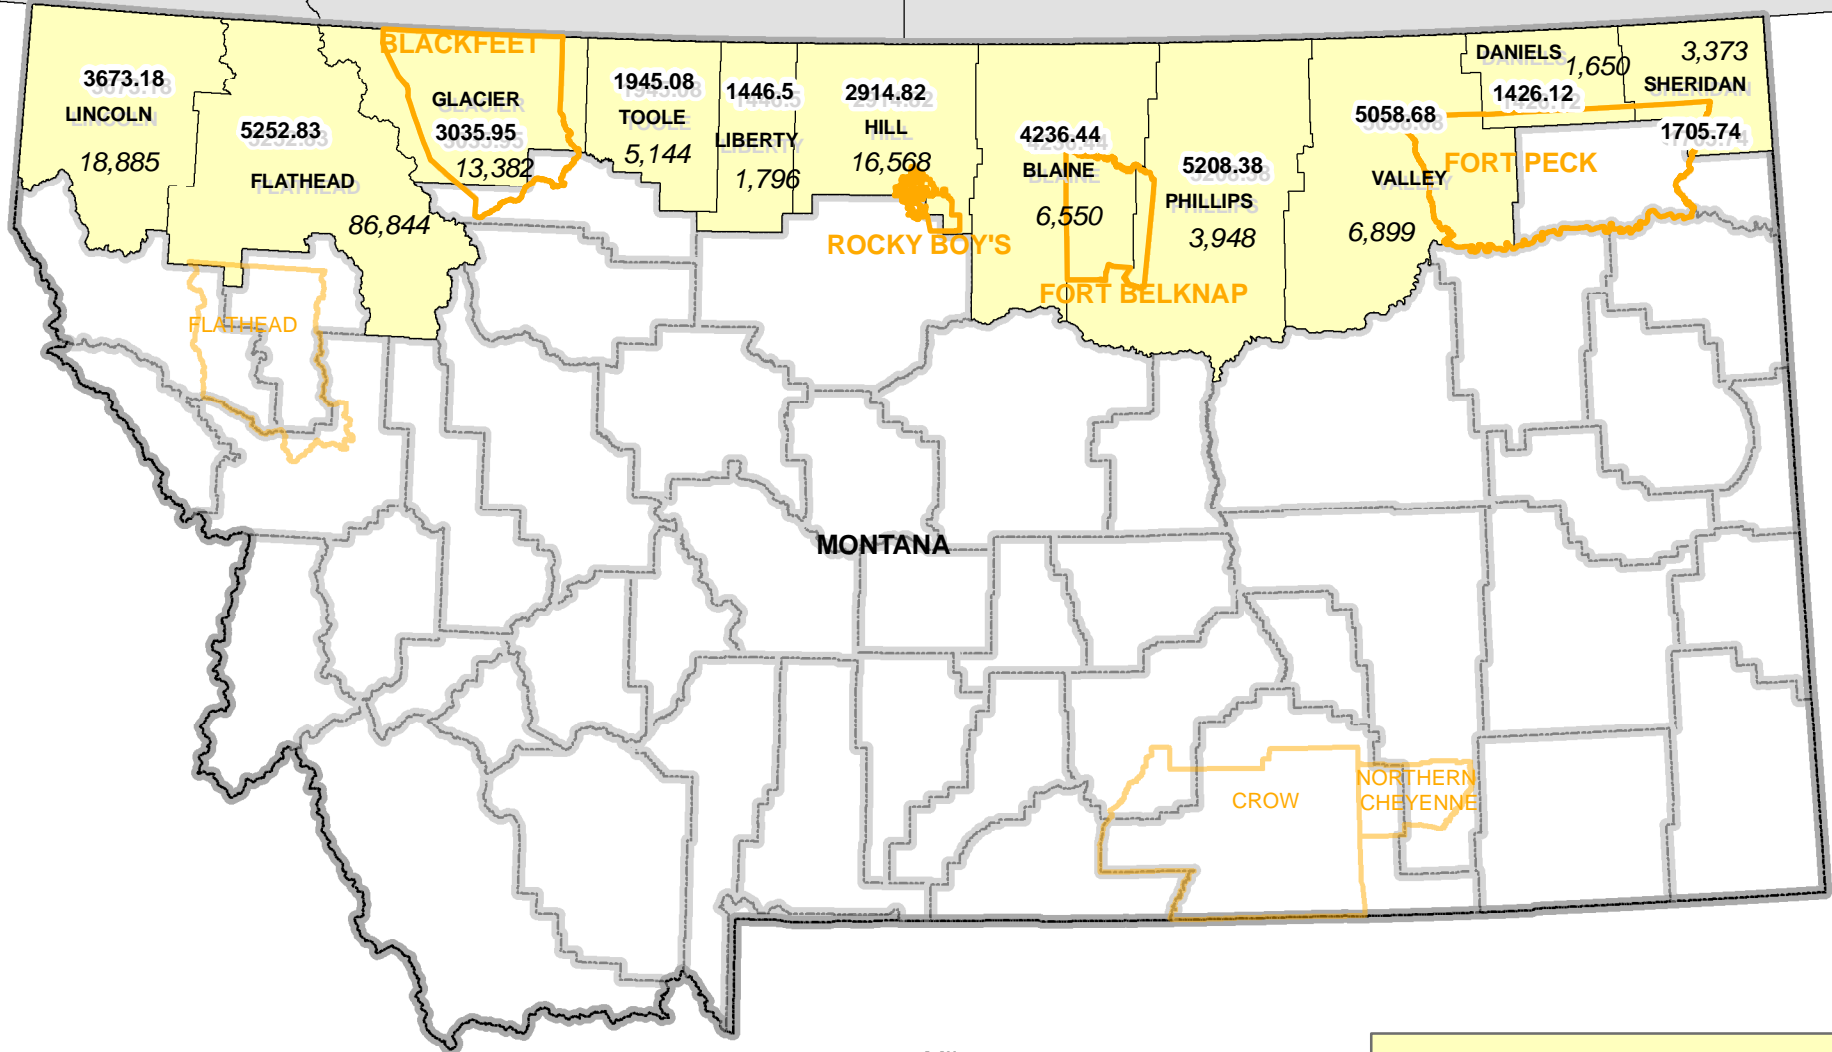 BLACKFEET
3673.18
LINCOLN
18,885
5252.83
FLATHEAD
86,844
GLACIER
3035.95
13,382
1945.08
TOOLE
5,144
1446.5
LIBERTY
1,796
2914.82
HILL
16,568
ROCKY BOY'S
4236.44
BLAINE
6,550
FORT BELKNAP
5208.38
PHILLIPS
3,948
5058.68
VALLEY
6,899
DANIELS
1,650
1426.12
3,373
SHERIDAN
1705.74
FORT PECK
FLATHEAD
MONTANA
CROW
NORTHERN
CHEYENNE